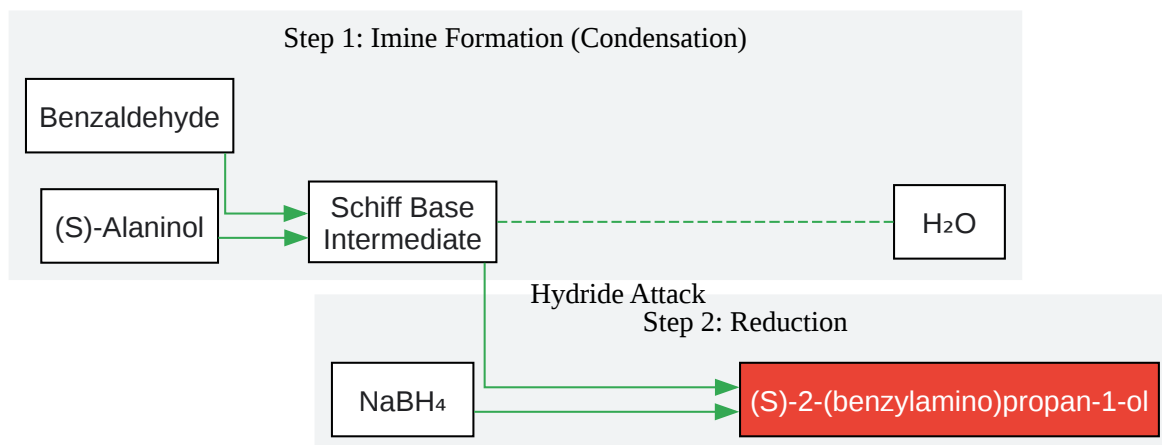 Step 1: Imine Formation (Condensation)
Benzaldehyde
(S)-Alaninol
Schiff Base
Intermediate
H₂O
Hydride Attack
Step 2: Reduction
NaBH₄
(S)-2-(benzylamino)propan-1-ol